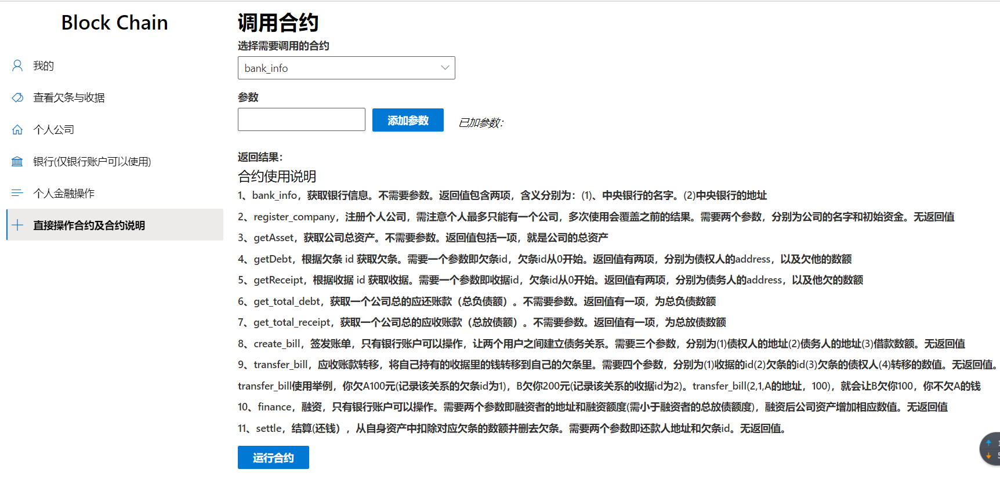 Block Chain
我的
查看欠条与收据
个人公司
银行(仅银行账户可以使用)
个人金融操作
直接操作合约及合约说明
调用合约
选择需要调用的合约
bank_info
参数
添加参数
已加参数：
返回结果：
合约使用说明
1、bank_info，获取银行信息。不需要参数。返回值包含两项，含义分别为：(1)、中央银行的名字。(2)中央银行的地址
2、register_company，注册个人公司，需注意个人最多只能有一个公司，多次使用会覆盖之前的结果。需要两个参数，分别为公司的名字和初始资金。无返回值
3、getAsset，获取公司总资产。不需要参数。返回值包括一项，就是公司的总资产
4、getDebt，根据欠条 id 获取欠条。需要一个参数即欠条id，欠条id从0开始。返回值有两项，分别为债权人的address，以及欠他的数额
5、getReceipt，根据收据 id 获取收据。需要一个参数即收据id，欠条id从0开始。返回值有两项，分别为债务人的address，以及他欠的数额
6、get_total_debt，获取一个公司总的应还账款（总负债额）。不需要参数。返回值有一项，为总负债数额
7、get_total_receipt，获取一个公司总的应收账款（总放债额）。不需要参数。返回值有一项，为总放债数额
8、create_bill，签发账单，只有银行账户可以操作，让两个用户之间建立债务关系。需要三个参数，分别为(1)债权人的地址(2)债务人的地址(3)借款数额。无返回值
9、transfer_bill，应收账款转移，将自己持有的收据里的钱转移到自己的欠条里。需要四个参数，分别为(1)收据的id(2)欠条的id(3)欠条的债权人(4)转移的数值。无返回值。
transfer_bill使用举例，你欠A100元(记录该关系的欠条id为1)，B欠你200元(记录该关系的收据id为2)。transfer_bill(2,1,A的地址，100)，就会让B欠你100，你不欠A的钱
10、finance，融资，只有银行账户可以操作。需要两个参数即融资者的地址和融资额度(需小于融资者的总放债额度)，融资后公司资产增加相应数值。无返回值
11、settle，结算(还钱）, 从自身资产中扣除对应欠条的数额并删去欠条。需要两个参数即还款人地址和欠条id。无返回值。
运行合约